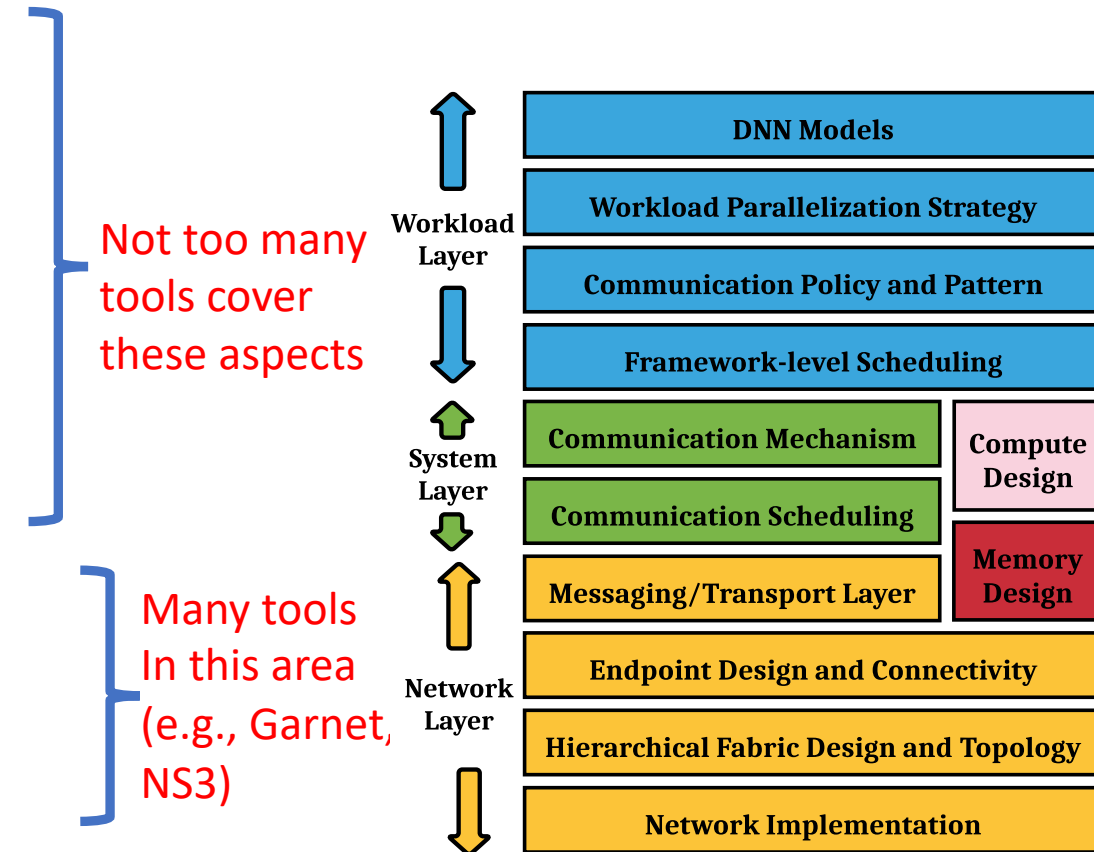 Not too many
tools cover
these aspects
Many tools
In this area
(e.g., Garnet,
NS3)
Workload
Layer
System
Layer
Network
Layer
DNN Models
Workload Parallelization Strategy
Communication Policy and Pattern
Framework-level Scheduling
Communication Mechanism
Compute
Design
Communication Scheduling
Memory
Design
Messaging/Transport Layer
Endpoint Design and Connectivity
Hierarchical Fabric Design and Topology
Network Implementation